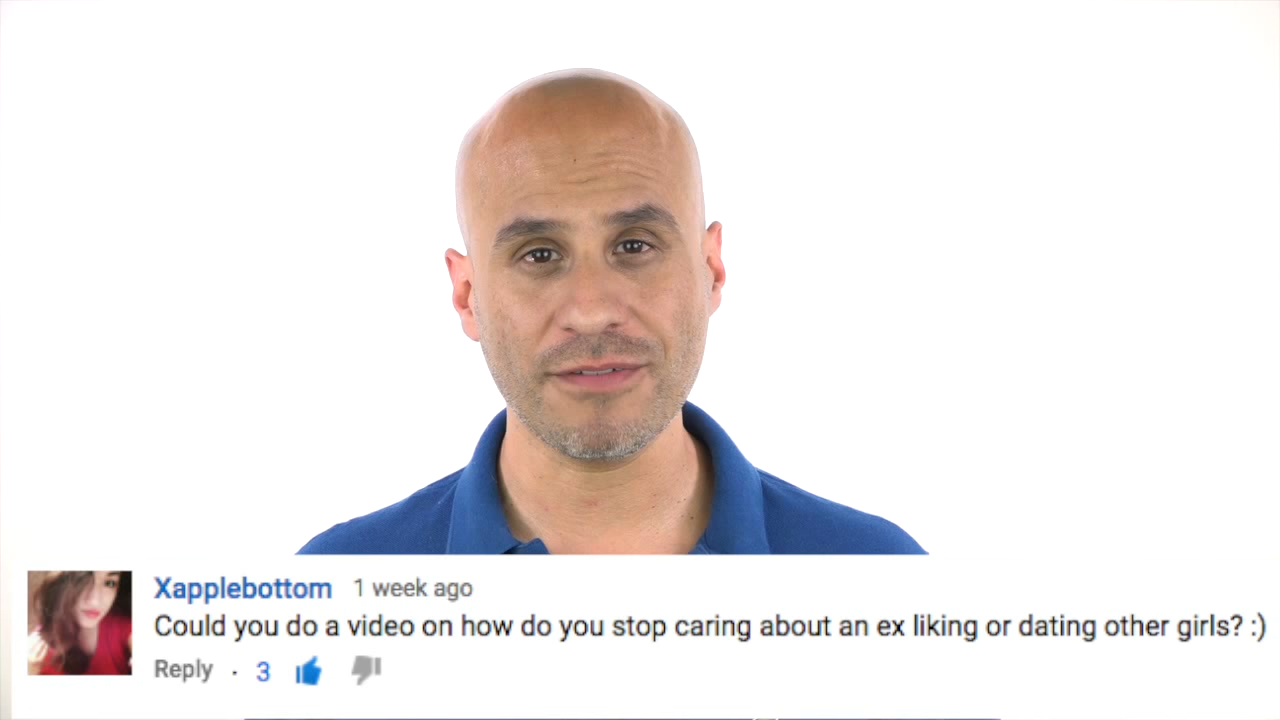 Xapplebottom 1 week ago
Could you do a video on how do you stop caring about an ex liking or dating other girls? :)
Reply · 3